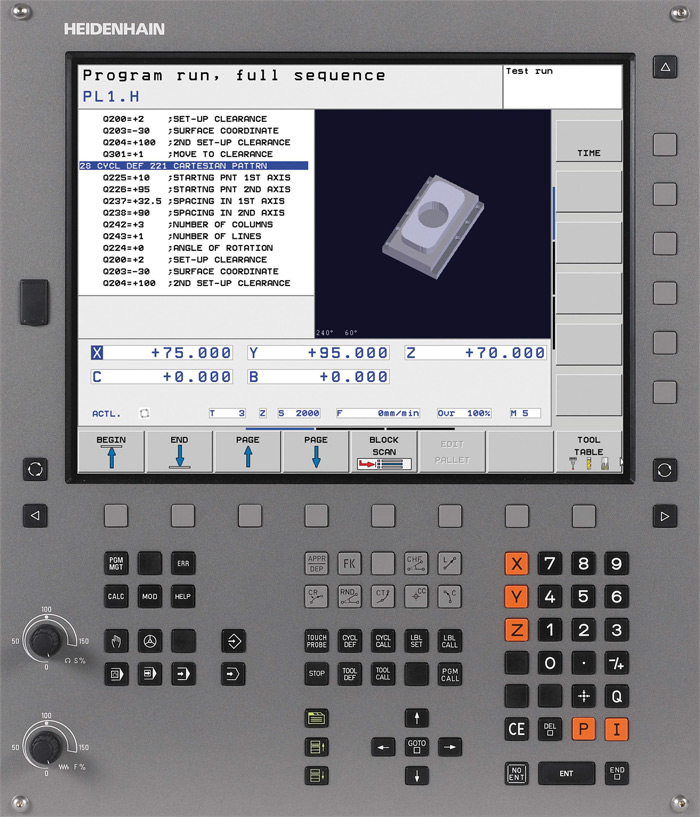 HEIDENHAIN
Program run, full sequence
Test run
PL1.H
Q200=+2 ;SET-UP CLEARANCE
Q203=-30 ;SURFACE COORDINATE
Q204=+100 ;2ND SET-UP CLEARANCE
Q301=+1 ;MOVE TO CLEARANCE
28 CYCL DEF 221 CARTESIAN PATTRN
Q225=+10 ;STARTNG PNT 1ST AXIS
Q226=+95 ;STARTNG PNT 2ND AXIS
Q237=+32.5 ;SPACING IN 1ST AXIS
Q238=+90 ;SPACING IN 2ND AXIS
Q242=+3 ;NUMBER OF COLUMNS
Q243=+1 ;NUMBER OF LINES
Q224=+0 ;ANGLE OF ROTATION
Q200=+2 ;SET-UP CLEARANCE
Q203=-30 ;SURFACE COORDINATE
Q204=+100 ;2ND SET-UP CLEARANCE
240° 60°
TIME
X +75.000 Y +95.000 Z +70.000
C +0.000 B +0.000
ACTL. T 3 Z S 2000 F 0mm/min Ovr 100% M 5
BEGIN END PAGE PAGE BLOCK SCAN EDIT PALLET TOOL TABLE
PGM MGT ERR
CALC MOD HELP
APPR DEP FK CHF L
CR RND CT CC C
TOUCH PROBE CYCL DEF CYCL CALL LBL SET LBL CALL
STOP TOOL DEF TOOL CALL PGM CALL
GOTO
X 7 8 9
Y 4 5 6
Z 1 2 3
0 · -/+
Q
CE DEL P I
NO ENT ENT END
100
50 150
0 S %
100
50 150
0 F %